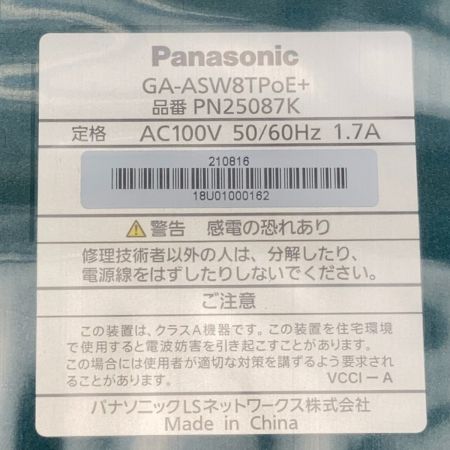 Panasonic
GA-ASW8TPoE+
品番 PN25087K
定格 AC100V 50/60Hz 1.7A
210816
18U01000162
警告 感電の恐れあり
修理技術者以外の人は、分解したり、
電源線をはずしたりしないでください。
ご注意
この装置は、クラスA機器です。この装置を住宅環境
で使用すると電波妨害を引き起こすことがあります。
この場合には使用者が適切な対策を講ずるよう要求され
ることがあります。 VCCI－A
パナソニックLSネットワークス株式会社
Made in China